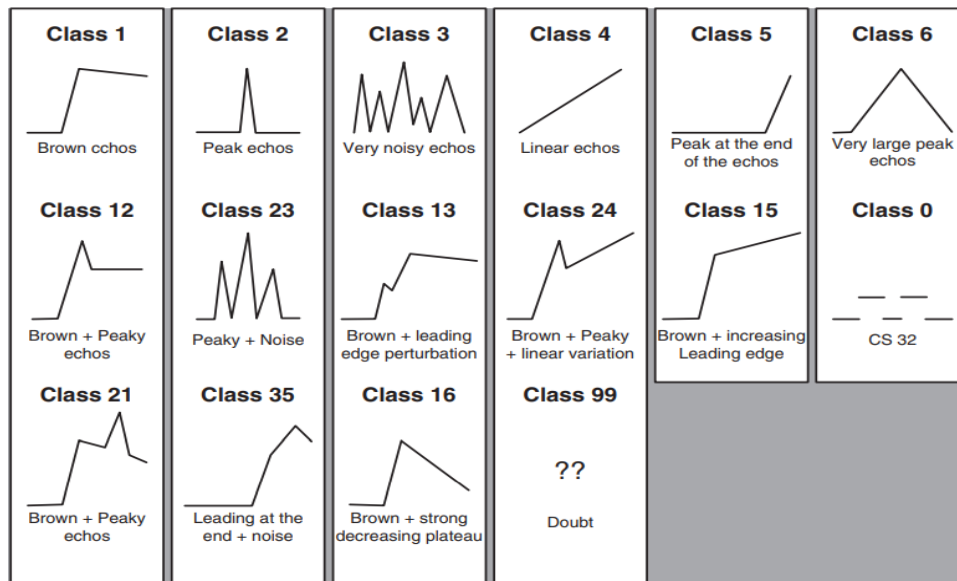 Class 1
Class 2
Class 3
Class 4
Class 5
Class 6
Brown cchos
Peak echos
Very noisy echos
Linear echos
Peak at the end
of the echos
Very large peak
echos
Class 12
Class 23
Class 13
Class 24
Class 15
Class 0
Brown + Peaky
echos
Peaky + Noise
Brown + leading
edge perturbation
Brown + Peaky
+ linear variation
Brown + increasing
Leading edge
CS 32
Class 21
Class 35
Class 16
Class 99
??
Brown + Peaky
echos
Leading at the
end + noise
Brown + strong
decreasing plateau
Doubt